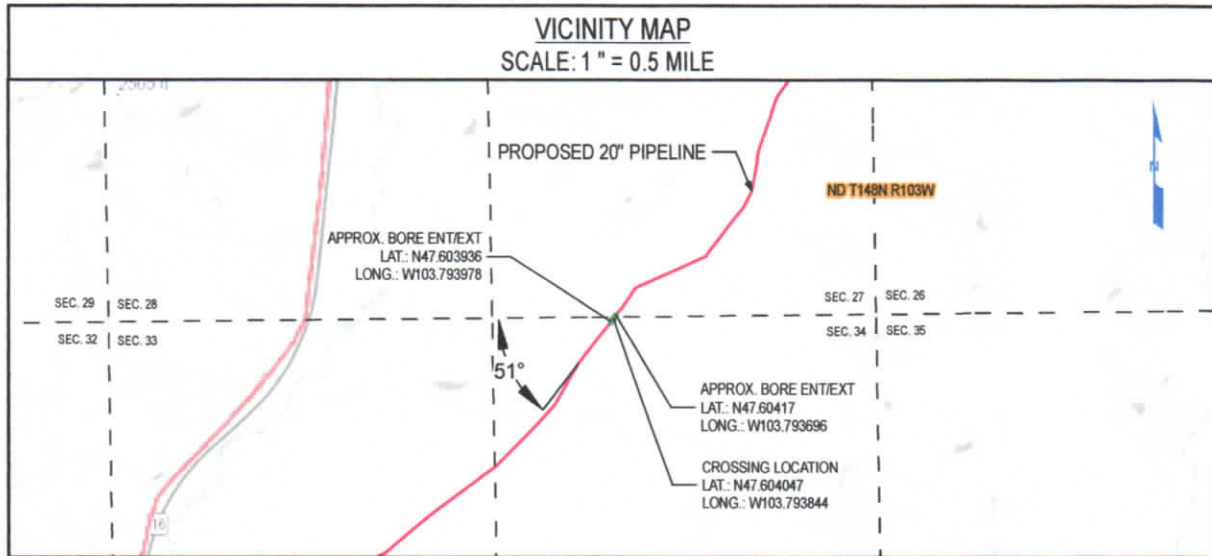 VICINITY MAP
SCALE: 1 " = 0.5 MILE
PROPOSED 20" PIPELINE
ND T148N R103W
N
APPROX. BORE ENT/EXT
LAT.: N47.603936
LONG.: W103.793978
SEC. 29
SEC. 28
SEC. 27
SEC. 26
SEC. 32
SEC. 33
SEC. 34
SEC. 35
51°
APPROX. BORE ENT/EXT
LAT.: N47.60417
LONG.: W103.793696
CROSSING LOCATION
LAT.: N47.604047
LONG.: W103.793844
16